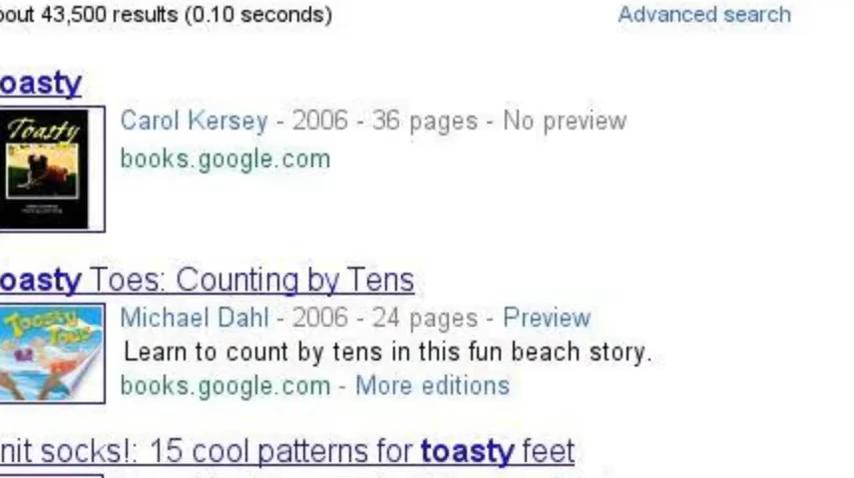 bout 43,500 results (0.10 seconds) Advanced search
oasty
Toasty
Carol Kersey - 2006 - 36 pages - No preview
books.google.com
oasty Toes: Counting by Tens
Toasty Toes
Michael Dahl - 2006 - 24 pages - Preview
Learn to count by tens in this fun beach story.
books.google.com - More editions
nit socks!: 15 cool patterns for toasty feet